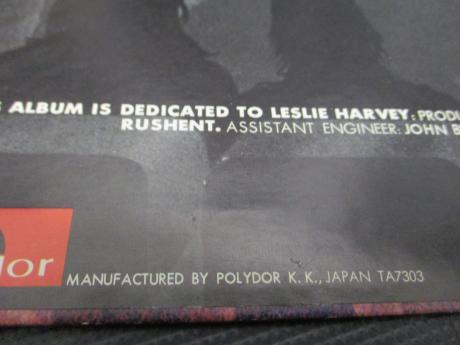 ALBUM IS DEDICATED TO LESLIE HARVEY:
RUSHENT. ASSISTANT ENGINEER: JOHN
MANUFACTURED BY POLYDOR K.K., JAPAN TA7303